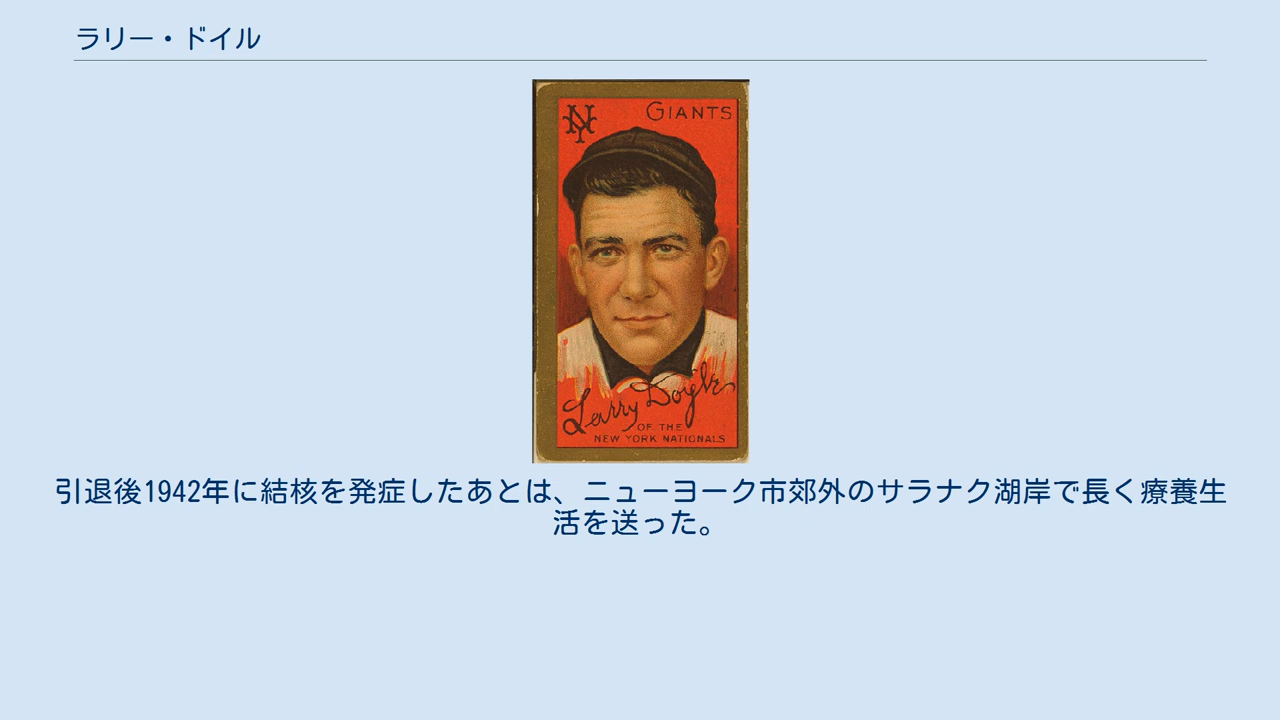 ラリー・ドイル
NY
GIANTS
Larry Doyle
OF THE
NEW YORK NATIONALS
引退後1942年に結核を発症したあとは、ニューヨーク市郊外のサラナク湖岸で長く療養生
活を送った。